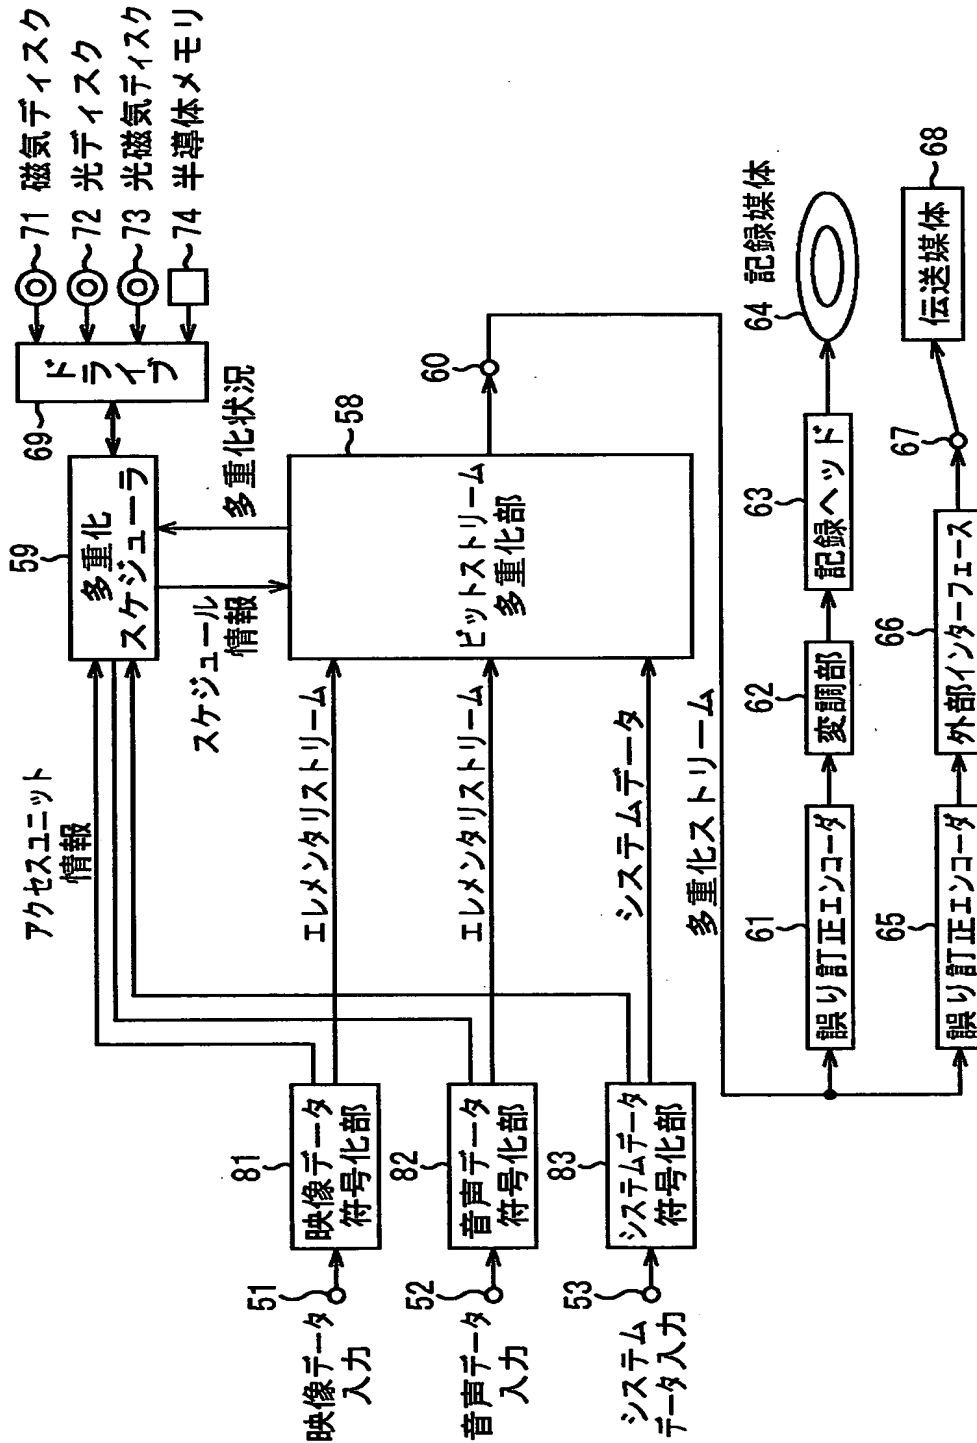 映像データ
入力
51
81
映像データ
符号化部
音声データ
入力
52
82
音声データ
符号化部
システム
データ入力
53
83
システムデータ
符号化部
アクセスユニット
情報
エレメンタリストリーム
エレメンタリストリーム
システムデータ
59
多重化
スケジューラ
スケジュール
情報
多重化状況
58
ビットストリーム
多重化部
69
ドライブ
71 磁気ディスク
72 光ディスク
73 光磁気ディスク
74 半導体メモリ
60
多重化ストリーム
61
誤り訂正エンコーダ
62
変調部
63
記録ヘッド
64 記録媒体
65
誤り訂正エンコーダ
66
外部インターフェース
67
68
伝送媒体